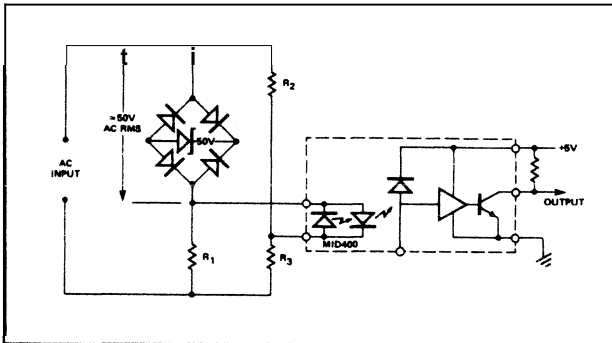 t
i
R2
≈50V
AC RMS
50V
AC
INPUT
+5V
OUTPUT
MID400
R1
R3